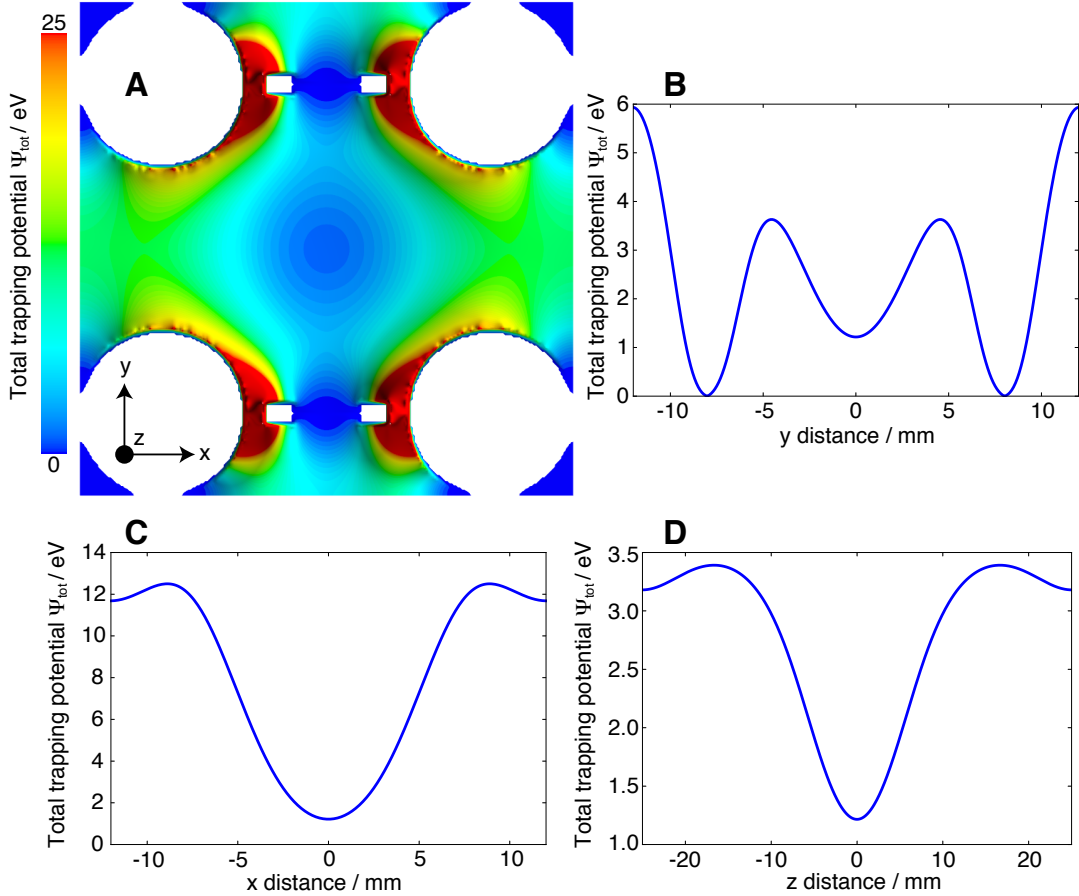 25
Total trapping potential Ψtot / eV
0
A
y
z
x
B
Total trapping potential Ψtot / eV
6
5
4
3
2
1
0
-10
-5
0
5
10
y distance / mm
C
Total trapping potential Ψtot / eV
14
12
10
8
6
4
2
0
-10
-5
0
5
10
x distance / mm
D
Total trapping potential Ψtot / eV
3.5
3.0
2.5
2.0
1.5
1.0
-20
-10
0
10
20
z distance / mm